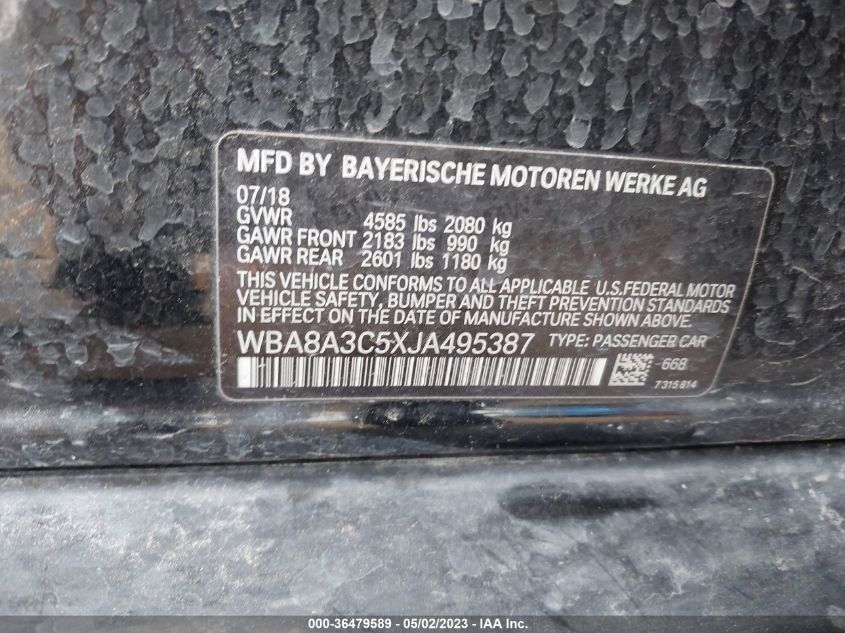 MFD BY BAYERISCHE MOTOREN WERKE AG
07/18
GVWR 4585 lbs 2080 kg
GAWR FRONT 2183 lbs 990 kg
GAWR REAR 2601 lbs 1180 kg
THIS VEHICLE CONFORMS TO ALL APPLICABLE U.S.FEDERAL MOTOR
VEHICLE SAFETY, BUMPER AND THEFT PREVENTION STANDARDS
IN EFFECT ON THE DATE OF MANUFACTURE SHOWN ABOVE.
WBA8A3C5XJA495387 TYPE: PASSENGER CAR
668
7315814
000-36479589 - 05/02/2023 - IAA Inc.